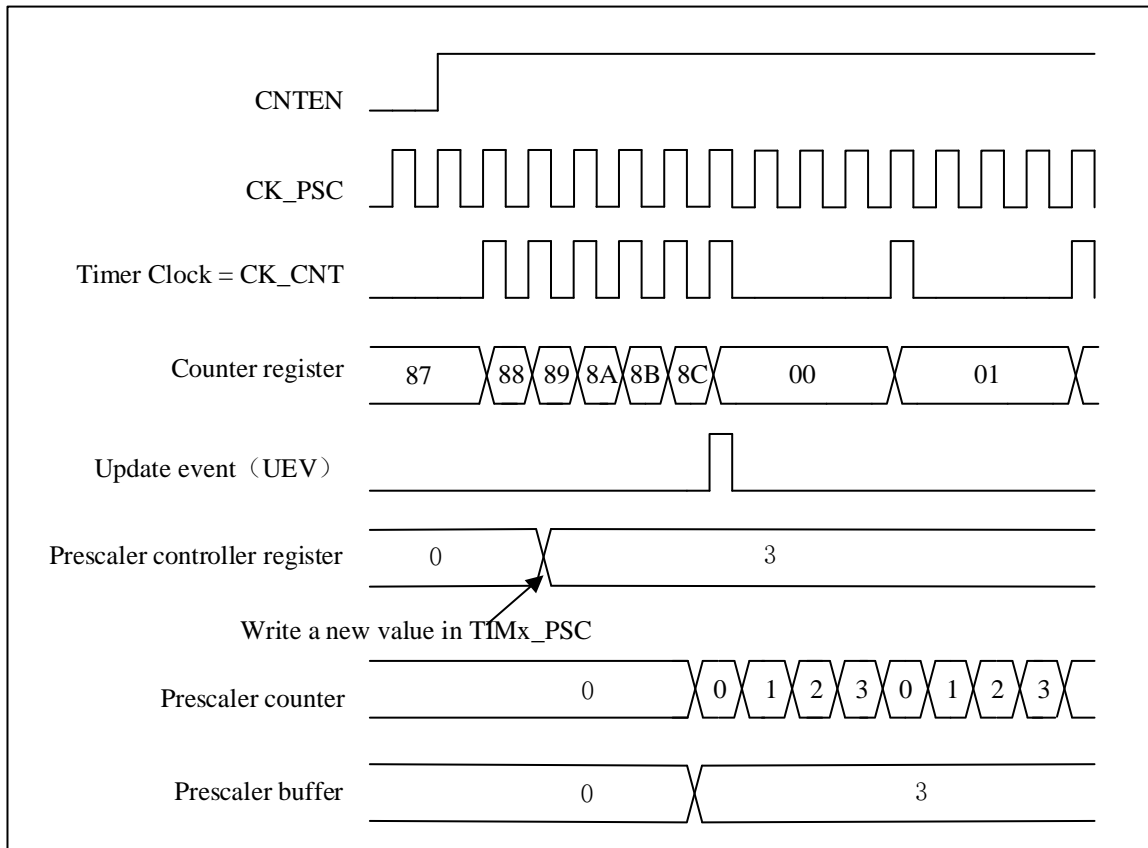 CNTEN
CK_PSC
Timer Clock = CK_CNT
Counter register
87 88 89 8A 8B 8C 00 01
Update event（UEV）
Prescaler controller register
0 3
Write a new value in TIMx_PSC
Prescaler counter
0 0 1 2 3 0 1 2 3
Prescaler buffer
0 3